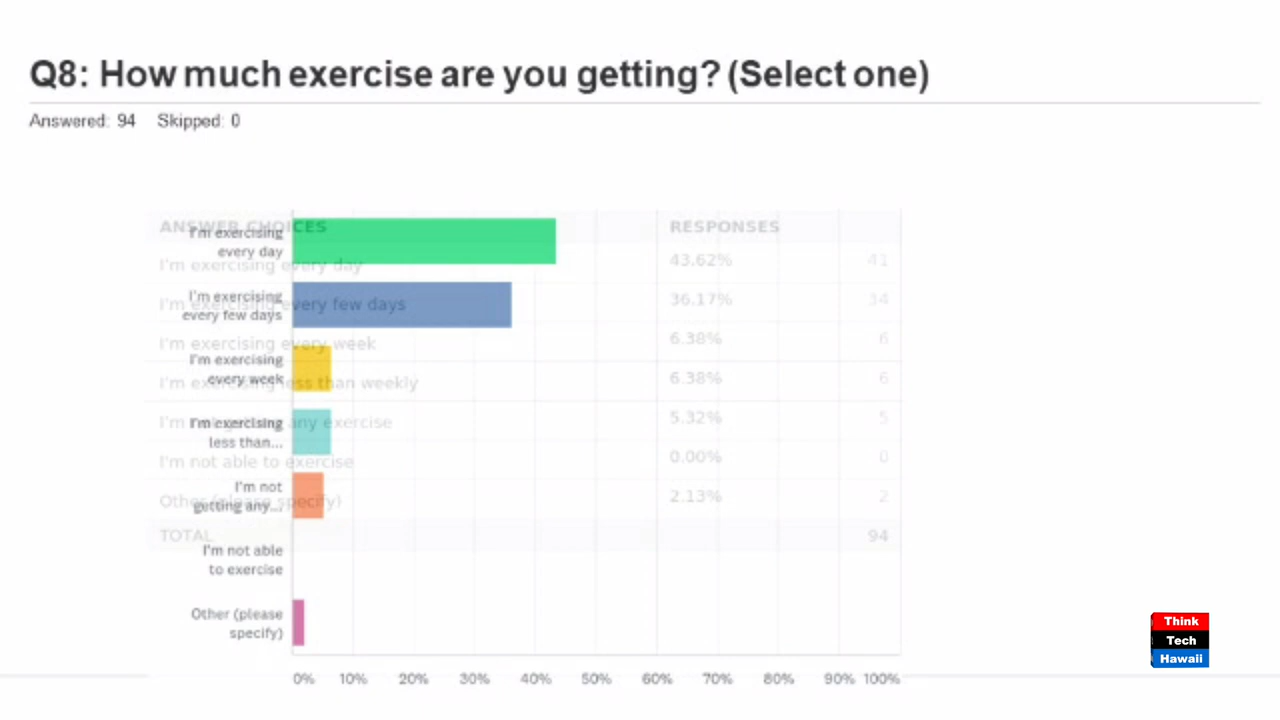 Q8: How much exercise are you getting? (Select one)
Answered: 94 Skipped: 0
ANSWER CHOICES RESPONSES
I'm exercising every day 43.62% 41
I'm exercising every few days 36.17% 34
I'm exercising every week 6.38% 6
I'm exercising less than weekly 6.38% 6
I'm not getting any exercise 5.32% 5
I'm not able to exercise 0.00% 0
Other (please specify) 2.13% 2
TOTAL 94
I'm exercising
every day
I'm exercising
every few days
I'm exercising
every week
I'm exercising
less than...
I'm not
getting any...
I'm not able
to exercise
Other (please
specify)
0% 10% 20% 30% 40% 50% 60% 70% 80% 90% 100%
Think
Tech
Hawaii